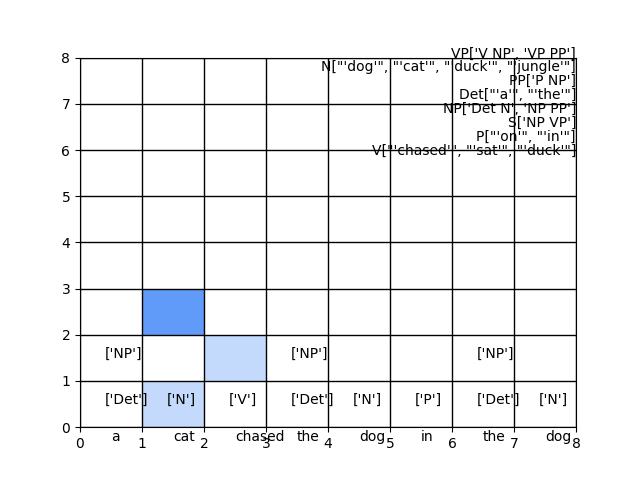 VP['V NP', 'VP PP']
8
N["'dog'", "'cat'", "'duck'", "'jungle'"]
PP['P NP']
Det["'a'", "'the'"]
7
NP['Det N', 'NP PP']
S['NP VP']
P["'on'", "'in'"]
6
V["'chased'", "'sat'", "'duck'"]
5
4
3
2
['NP'] ['NP'] ['NP']
1
['Det'] ['N'] ['V'] ['Det'] ['N'] ['P'] ['Det'] ['N']
0
a cat chased the dog in the dog
0 1 2 3 4 5 6 7 8